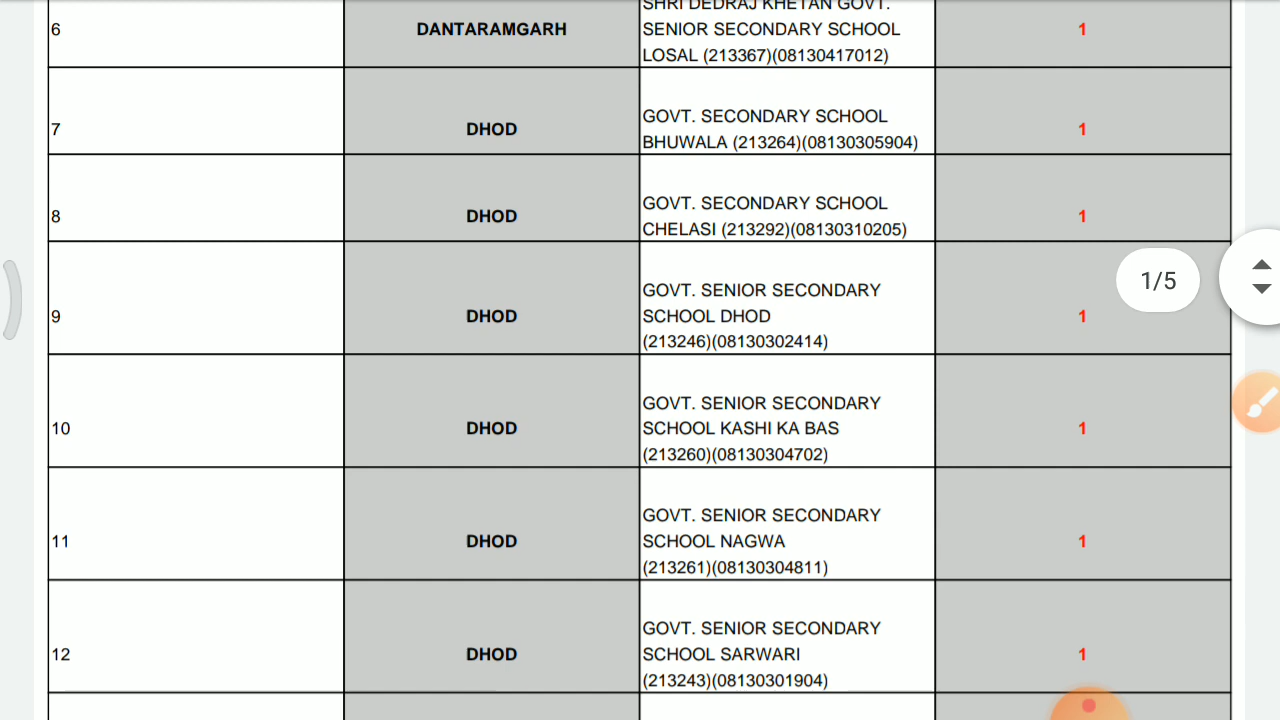 SHRI DEDRAJ KHETAN GOVT.
6 DANTARAMGARH SENIOR SECONDARY SCHOOL 1
LOSAL (213367)(08130417012)
GOVT. SECONDARY SCHOOL
7 DHOD 1
BHUWALA (213264)(08130305904)
GOVT. SECONDARY SCHOOL
8 DHOD 1
CHELASI (213292)(08130310205)
1/5
GOVT. SENIOR SECONDARY
9 DHOD SCHOOL DHOD 1
(213246)(08130302414)
GOVT. SENIOR SECONDARY
10 DHOD SCHOOL KASHI KA BAS 1
(213260)(08130304702)
GOVT. SENIOR SECONDARY
11 DHOD SCHOOL NAGWA 1
(213261)(08130304811)
GOVT. SENIOR SECONDARY
12 DHOD SCHOOL SARWARI 1
(213243)(08130301904)